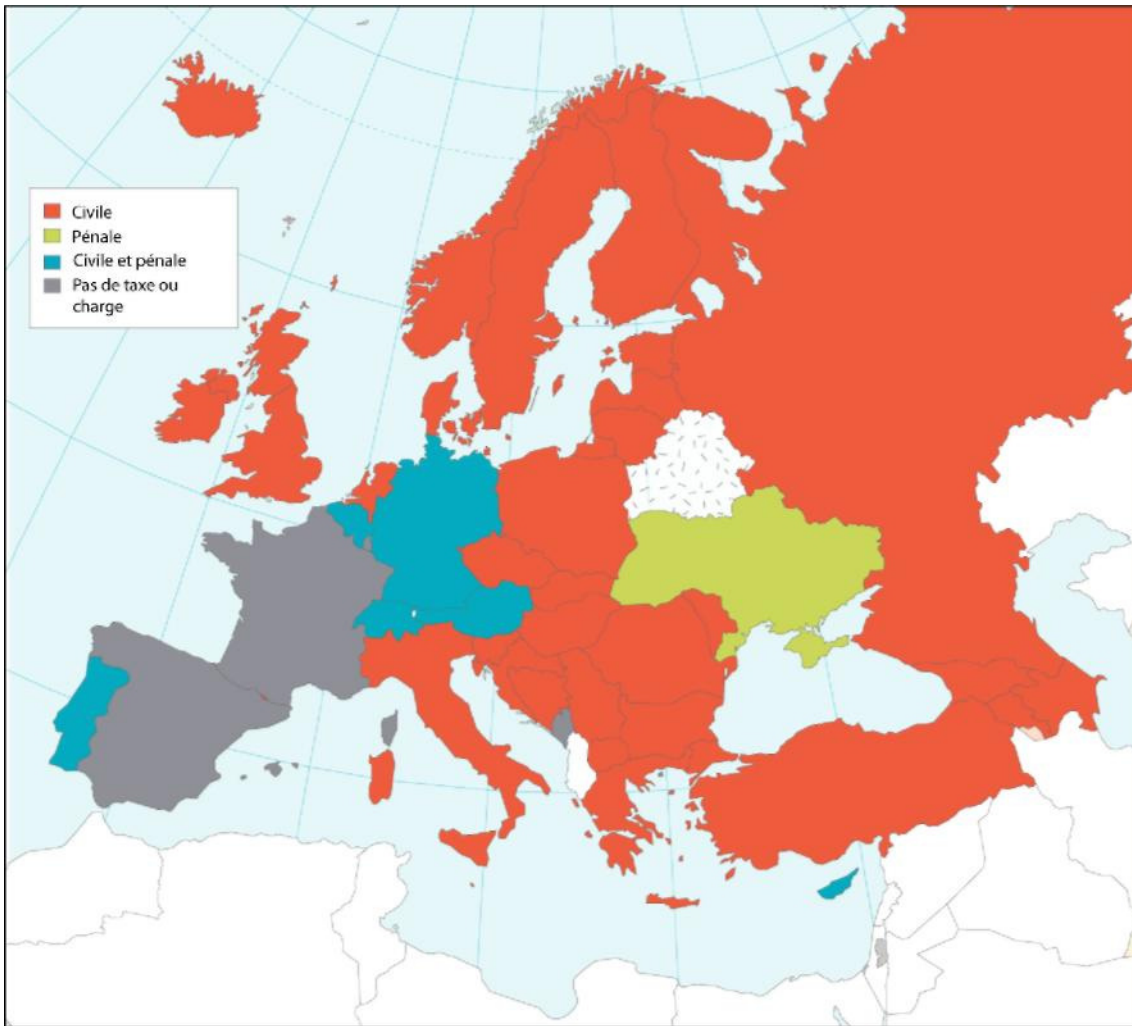 Civile
Pénale
Civile et pénale
Pas de taxe ou
charge